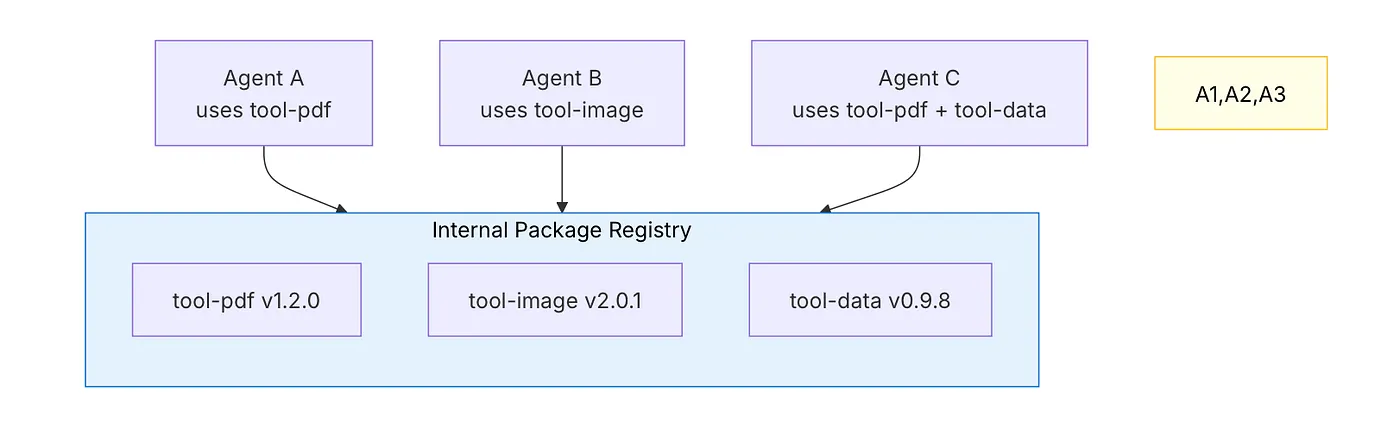 Agent A
uses tool-pdf
Agent B
uses tool-image
Agent C
uses tool-pdf + tool-data
A1,A2,A3
Internal Package Registry
tool-pdf v1.2.0
tool-image v2.0.1
tool-data v0.9.8